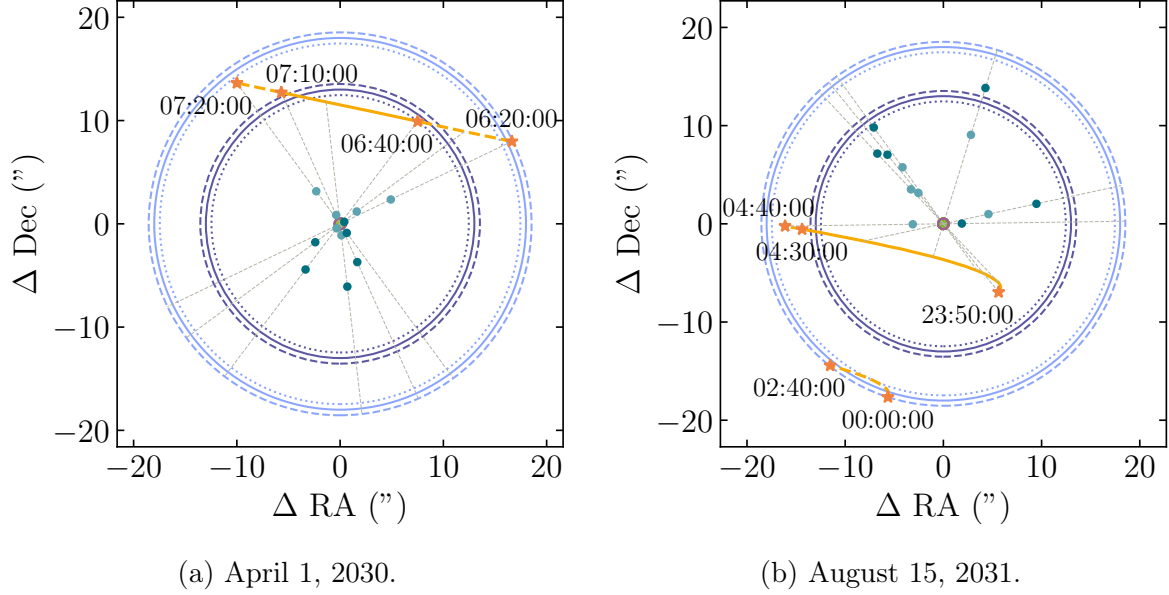 20
10
0
−10
−20
Δ Dec (")
07:10:00
07:20:00
06:20:00
06:40:00
−20 −10 0 10 20
Δ RA (")
(a) April 1, 2030.
20
10
0
−10
−20
Δ Dec (")
04:40:00
04:30:00
23:50:00
02:40:00
00:00:00
−20 −10 0 10 20
Δ RA (")
(b) August 15, 2031.